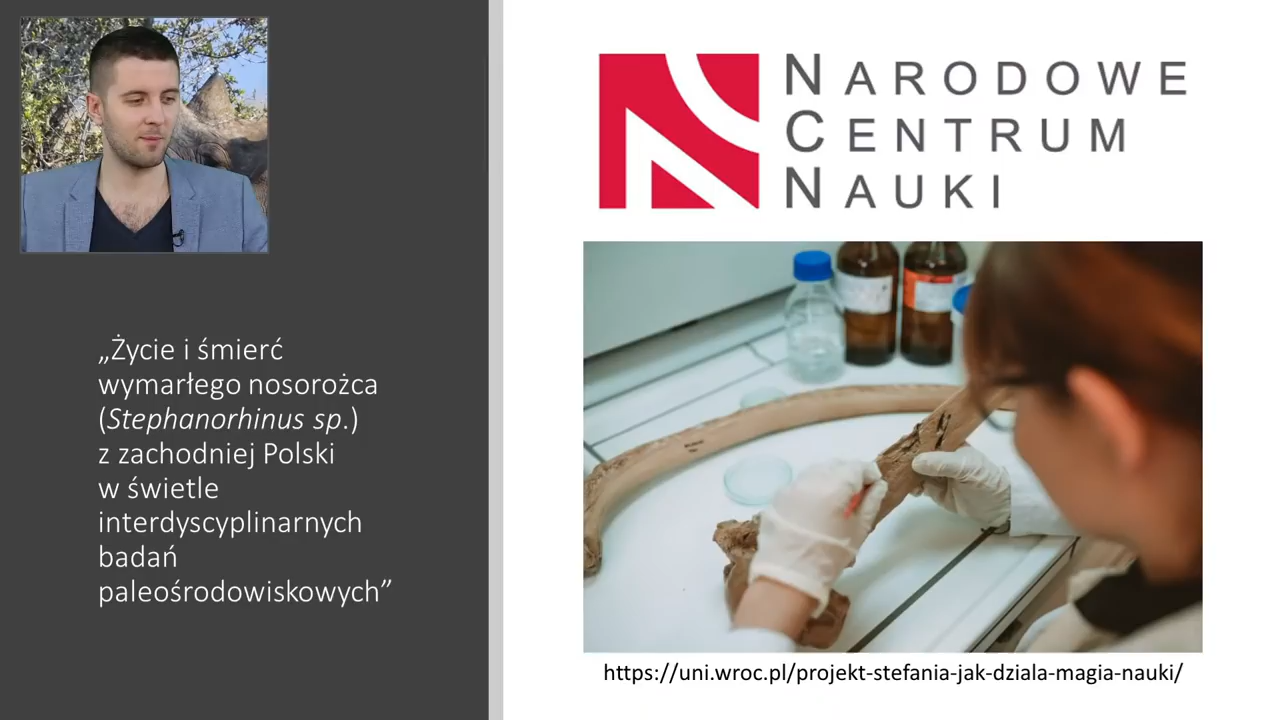 „Życie i śmierć
wymarłego nosorożca
(Stephanorhinus sp.)
z zachodniej Polski
w świetle
interdyscyplinarnych
badań
paleośrodowiskowych”
NARODOWE
CENTRUM
NAUKI
https://uni.wroc.pl/projekt-stefania-jak-dziala-magia-nauki/